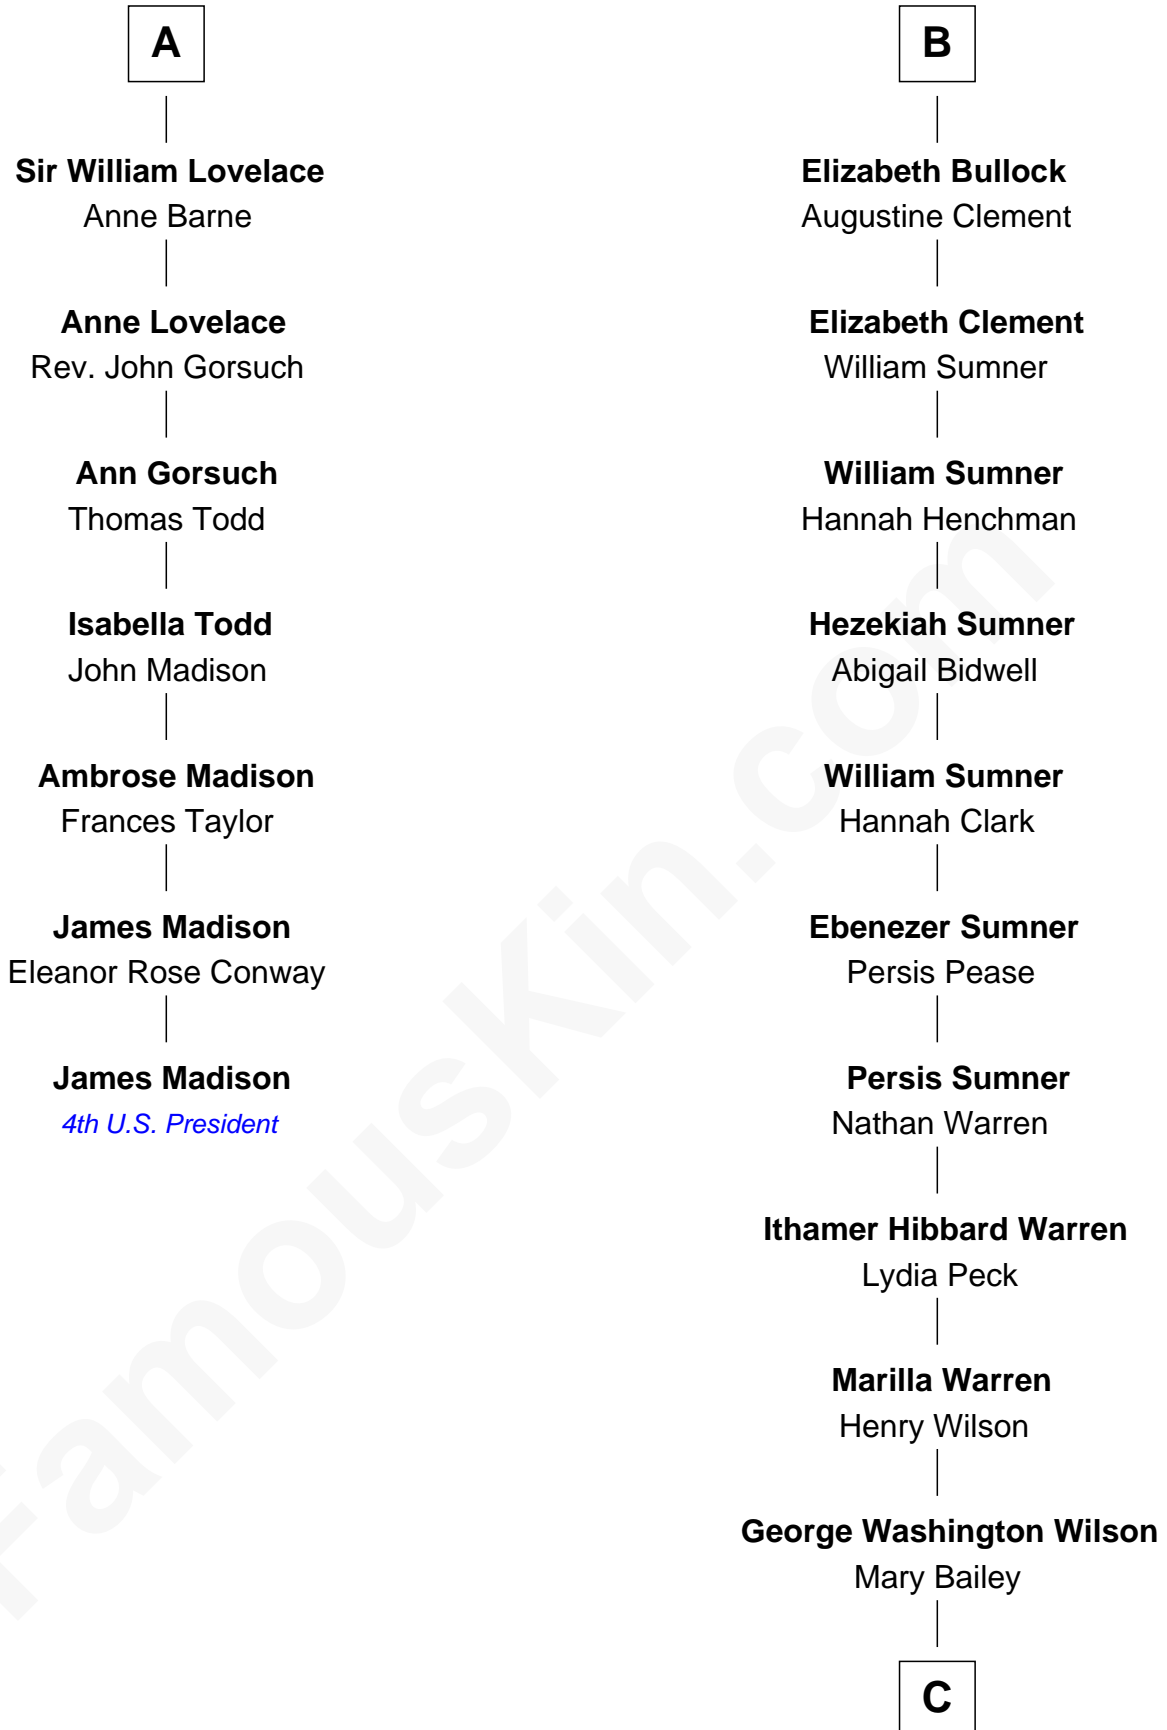 A
Sir William Lovelace
Anne Barne
Anne Lovelace
Rev. John Gorsuch
Ann Gorsuch
Thomas Todd
Isabella Todd
John Madison
Ambrose Madison
Frances Taylor
James Madison
Eleanor Rose Conway
James Madison
4th U.S. President
B
Elizabeth Bullock
Augustine Clement
Elizabeth Clement
William Sumner
William Sumner
Hannah Henchman
Hezekiah Sumner
Abigail Bidwell
William Sumner
Hannah Clark
Ebenezer Sumner
Persis Pease
Persis Sumner
Nathan Warren
Ithamer Hibbard Warren
Lydia Peck
Marilla Warren
Henry Wilson
George Washington Wilson
Mary Bailey
C
FamousKin.com